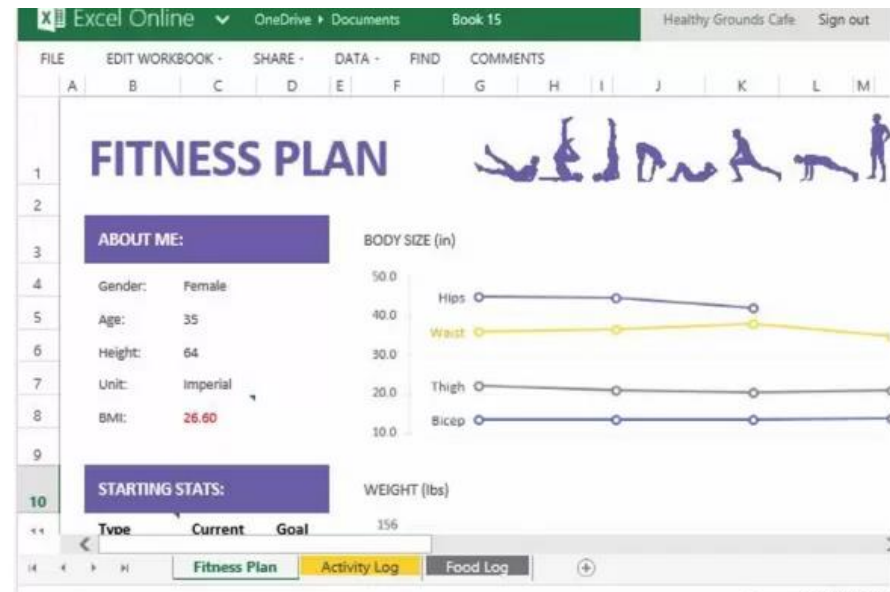 Excel Online OneDrive ▸ Documents Book 15 Healthy Grounds Cafe Sign out
FILE EDIT WORKBOOK SHARE DATA FIND COMMENTS
A B C D E F G H I J K L M
1 FITNESS PLAN
2
3 ABOUT ME: BODY SIZE (in)
4 Gender: Female
5 Age: 35
6 Height: 64
7 Unit: Imperial
8 BMI: 26.60
9
50.0
40.0
30.0
20.0
10.0
Hips
Waist
Thigh
Bicep
10 STARTING STATS: WEIGHT (lbs)
Type Current Goal 156
Fitness Plan Activity Log Food Log